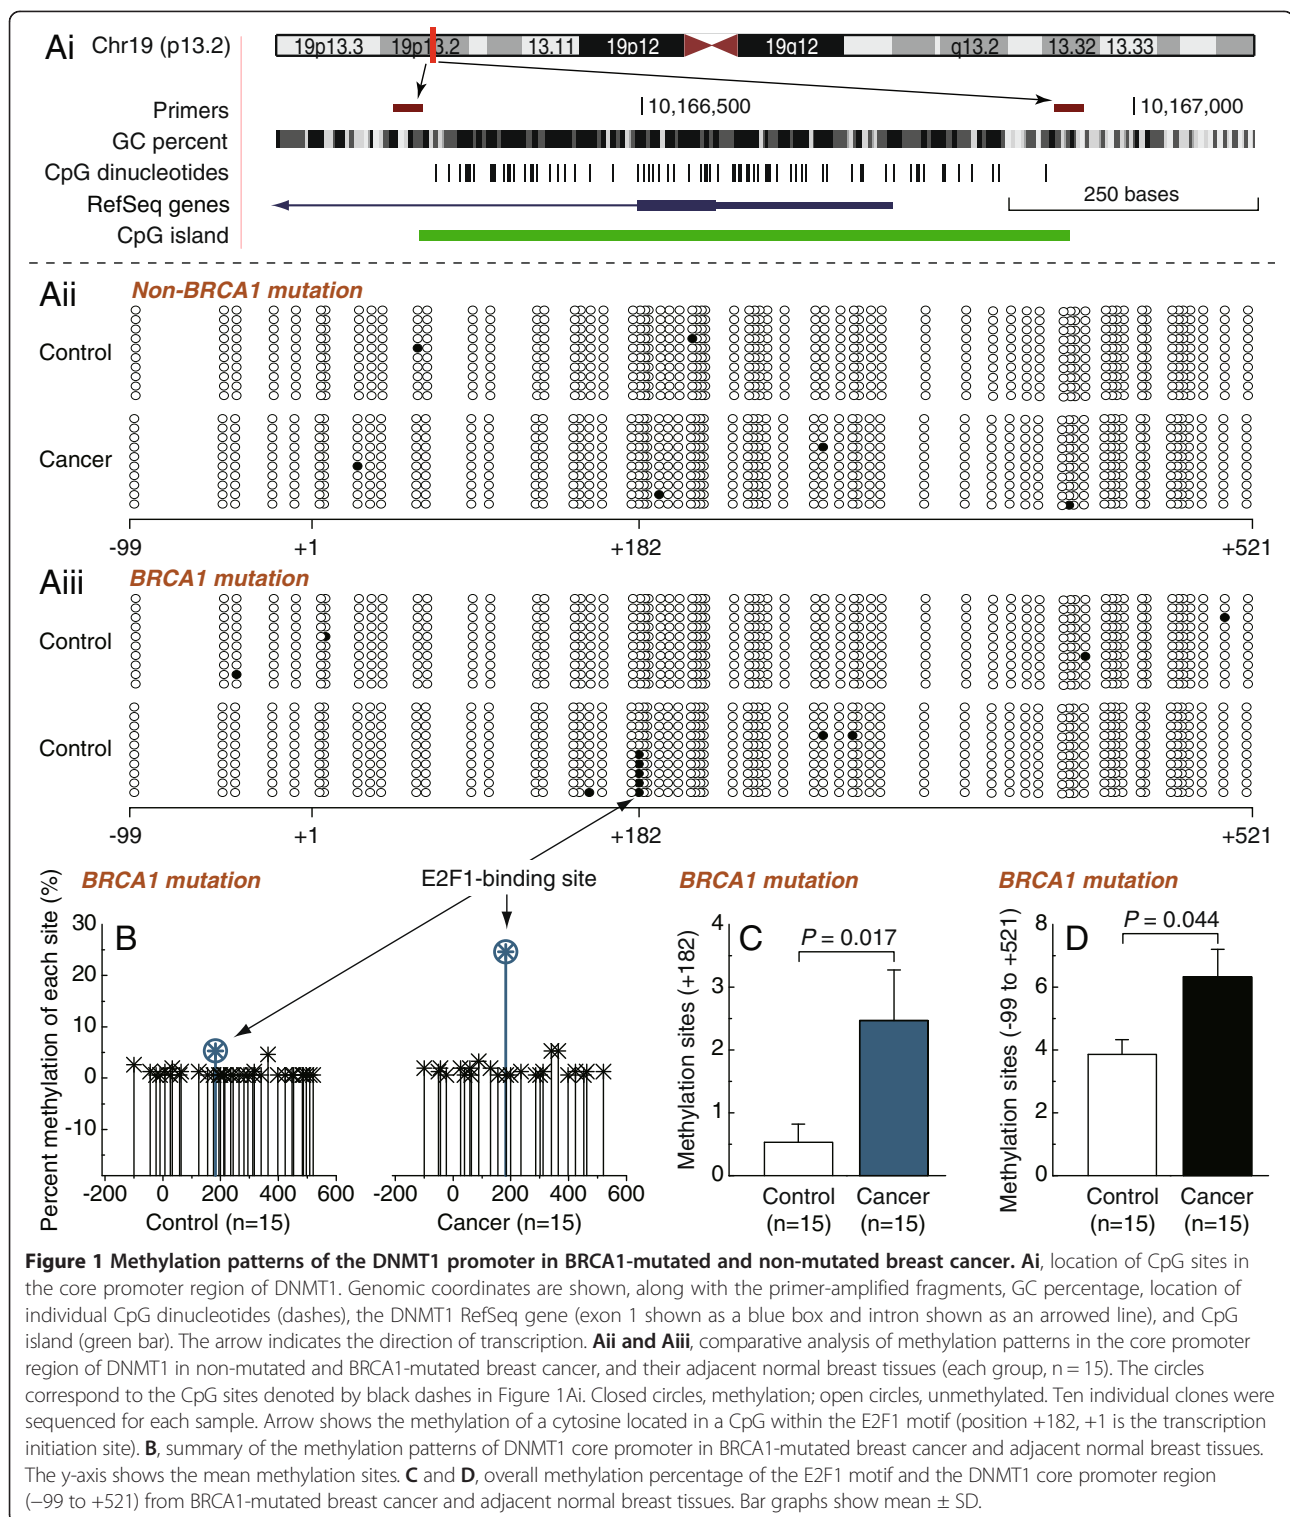 Ai
Chr19 (p13.2)
19p13.3 19p13.2 13.11 19p12 19q12 q13.2 13.32 13.33
Primers
10,166,500 10,167,000
GC percent
CpG dinucleotides
RefSeq genes
250 bases
CpG island
Aii
Non-BRCA1 mutation
Control
Cancer
-99 +1 +182 +521
Aiii
BRCA1 mutation
Control
Control
-99 +1 +182 +521
BRCA1 mutation
E2F1-binding site
B
Percent methylation of each site (%)
30
20
10
0
-10
-200 0 200 400 600
Control (n=15)
-200 0 200 400 600
Cancer (n=15)
BRCA1 mutation
C
Methylation sites (+182)
P = 0.017
4
3
2
1
0
Control (n=15)
Cancer (n=15)
BRCA1 mutation
D
Methylation sites (-99 to +521)
P = 0.044
8
6
4
2
0
Control (n=15)
Cancer (n=15)
Figure 1 Methylation patterns of the DNMT1 promoter in BRCA1-mutated and non-mutated breast cancer. Ai, location of CpG sites in
the core promoter region of DNMT1. Genomic coordinates are shown, along with the primer-amplified fragments, GC percentage, location of
individual CpG dinucleotides (dashes), the DNMT1 RefSeq gene (exon 1 shown as a blue box and intron shown as an arrowed line), and CpG
island (green bar). The arrow indicates the direction of transcription. Aii and Aiii, comparative analysis of methylation patterns in the core promoter
region of DNMT1 in non-mutated and BRCA1-mutated breast cancer, and their adjacent normal breast tissues (each group, n = 15). The circles
correspond to the CpG sites denoted by black dashes in Figure 1Ai. Closed circles, methylation; open circles, unmethylated. Ten individual clones were
sequenced for each sample. Arrow shows the methylation of a cytosine located in a CpG within the E2F1 motif (position +182, +1 is the transcription
initiation site). B, summary of the methylation patterns of DNMT1 core promoter in BRCA1-mutated breast cancer and adjacent normal breast tissues.
The y-axis shows the mean methylation sites. C and D, overall methylation percentage of the E2F1 motif and the DNMT1 core promoter region
(−99 to +521) from BRCA1-mutated breast cancer and adjacent normal breast tissues. Bar graphs show mean ± SD.